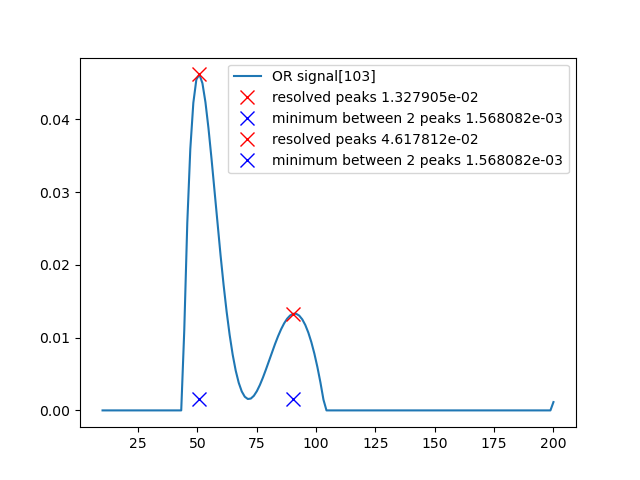 OR signal[103]
resolved peaks 1.327905e-02
minimum between 2 peaks 1.568082e-03
resolved peaks 4.617812e-02
minimum between 2 peaks 1.568082e-03
0.04
0.03
0.02
0.01
0.00
25 50 75 100 125 150 175 200